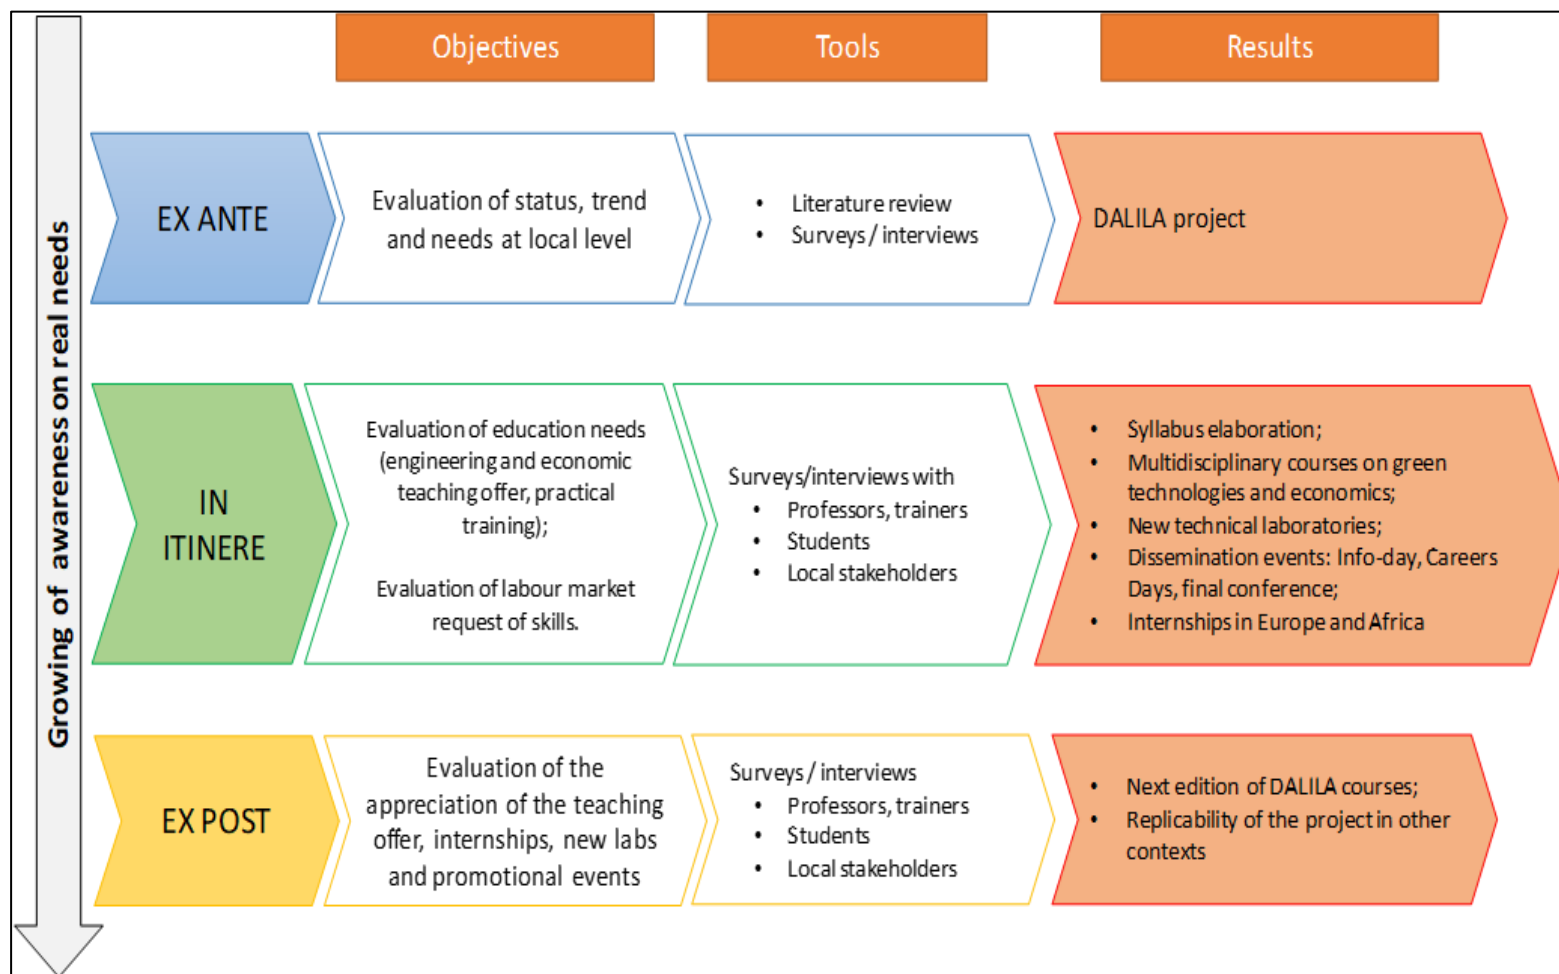 Growing of awareness on real needs
Objectives
Tools
Results
EX ANTE
Evaluation of status, trend
and needs at local level
• Literature review
• Surveys / interviews
DALILA project
IN
ITINERE
Evaluation of education needs
(engineering and economic
teaching offer, practical
training);
Evaluation of labour market
request of skills.
Surveys/interviews with
• Professors, trainers
• Students
• Local stakeholders
• Syllabus elaboration;
• Multidisciplinary courses on green
technologies and economics;
• New technical laboratories;
• Dissemination events: Info-day, Careers
Days, final conference;
• Internships in Europe and Africa
EX POST
Evaluation of the
appreciation of the teaching
offer, internships, new labs
and promotional events
Surveys / interviews
• Professors, trainers
• Students
• Local stakeholders
• Next edition of DALILA courses;
• Replicability of the project in other
contexts